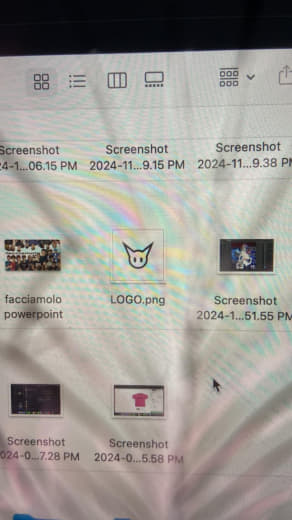 Screenshot
Screenshot
Screenshot
24-1...06.15 PM
2024-11...9.15 PM
2024-11...9.38 PM
facciamolo
powerpoint
LOGO.png
Screenshot
2024-1...51.55 PM
Screenshot
024-0...7.28 PM
Screenshot
2024-0...5.58 PM